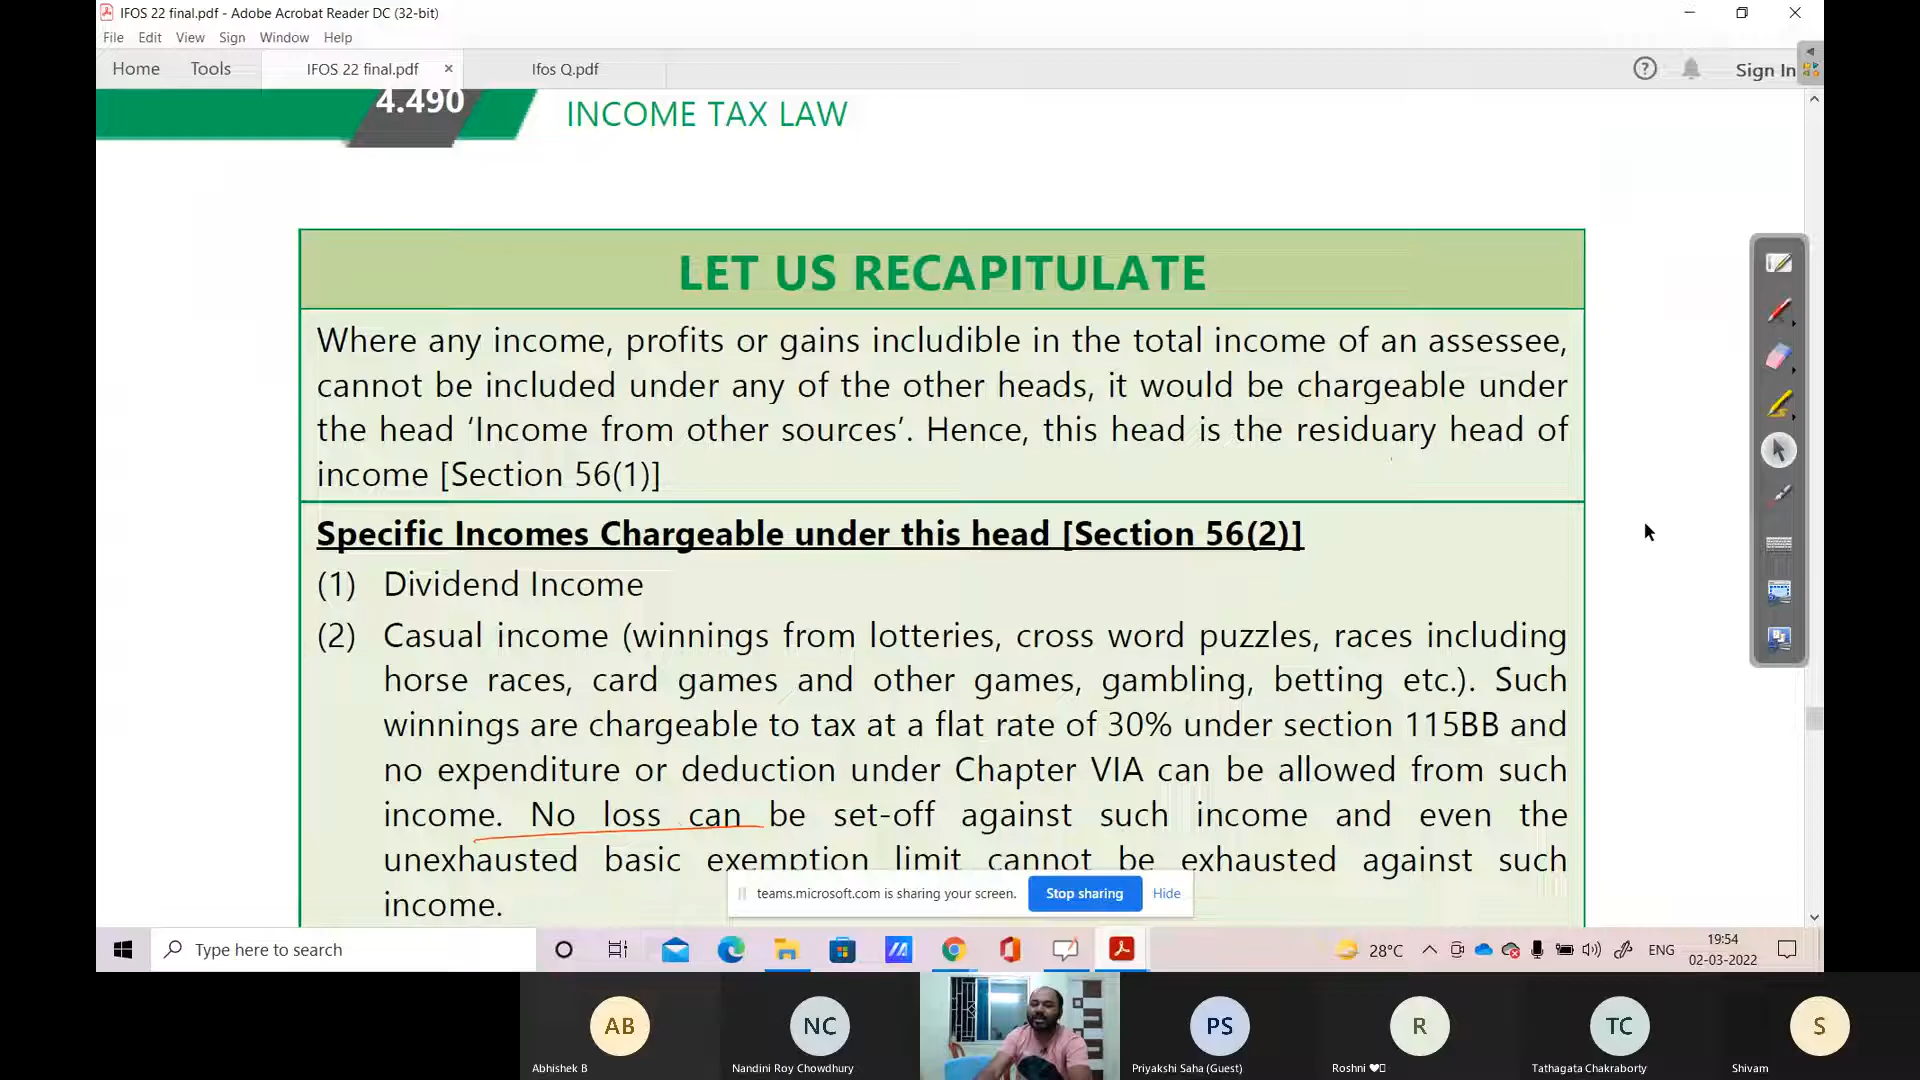 IFOS 22 final.pdf - Adobe Acrobat Reader DC (32-bit)
File Edit View Sign Window Help
Home Tools IFOS 22 final.pdf × Ifos Q.pdf Sign In
4.490 INCOME TAX LAW
LET US RECAPITULATE
Where any income, profits or gains includible in the total income of an assessee,
cannot be included under any of the other heads, it would be chargeable under
the head ‘Income from other sources’. Hence, this head is the residuary head of
income [Section 56(1)]
Specific Incomes Chargeable under this head [Section 56(2)]
(1) Dividend Income
(2) Casual income (winnings from lotteries, cross word puzzles, races including
horse races, card games and other games, gambling, betting etc.). Such
winnings are chargeable to tax at a flat rate of 30% under section 115BB and
no expenditure or deduction under Chapter VIA can be allowed from such
income. No loss can be set-off against such income and even the
unexhausted basic exemption limit cannot be exhausted against such
income.
teams.microsoft.com is sharing your screen. Stop sharing Hide
Type here to search 28°C ENG 19:54
02-03-2022
AB NC PS R TC S
Abhishek B Nandini Roy Chowdhury Priyakshi Saha (Guest) Roshni ❤ Tathagata Chakraborty Shivam